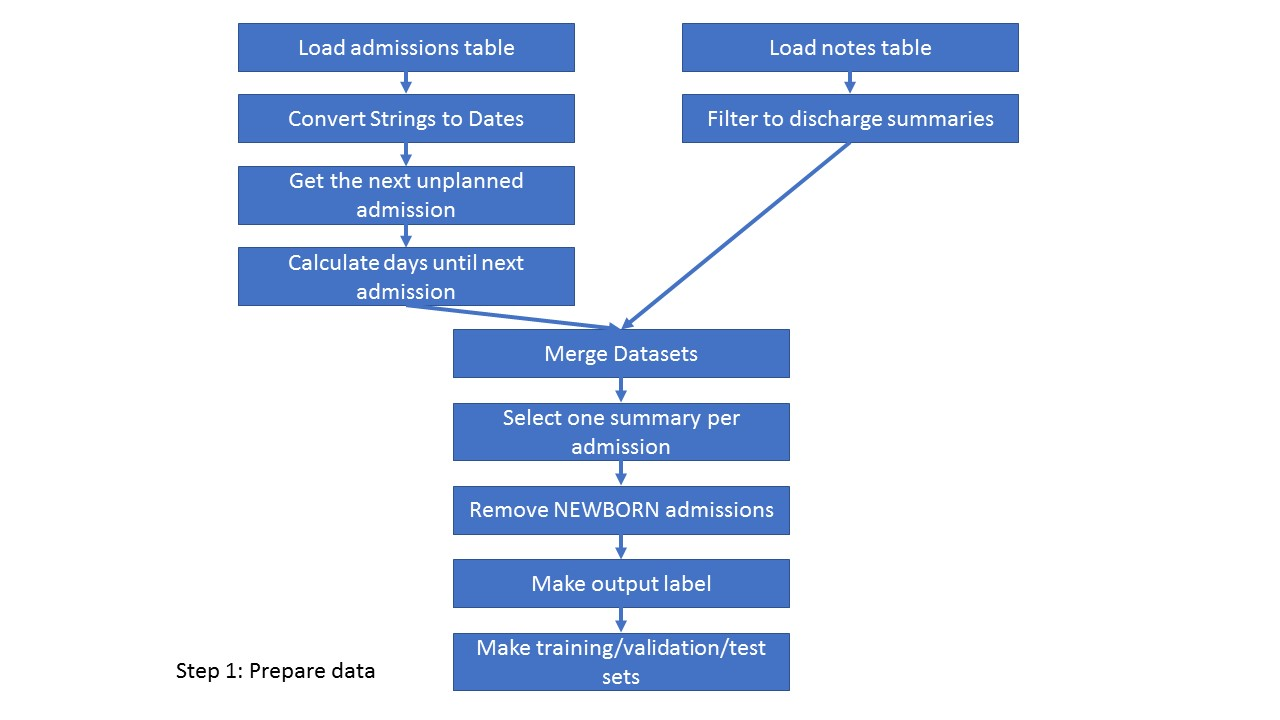 Load admissions table
Load notes table
Convert Strings to Dates
Filter to discharge summaries
Get the next unplanned
admission
Calculate days until next
admission
Merge Datasets
Select one summary per
admission
Remove NEWBORN admissions
Make output label
Make training/validation/test
sets
Step 1: Prepare data